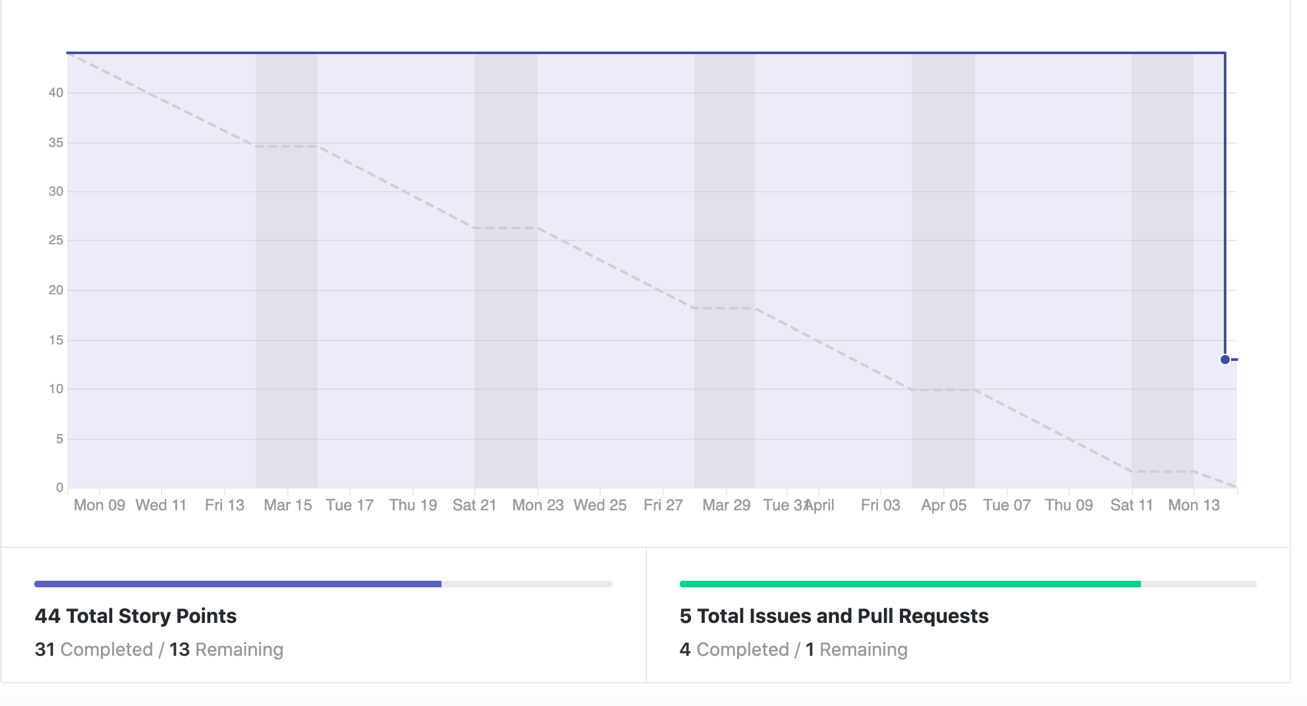 40
35
30
25
20
15
10
5
0
Mon 09 Wed 11 Fri 13 Mar 15 Tue 17 Thu 19 Sat 21 Mon 23 Wed 25 Fri 27 Mar 29 Tue 31 April Fri 03 Apr 05 Tue 07 Thu 09 Sat 11 Mon 13
44 Total Story Points
31 Completed / 13 Remaining
5 Total Issues and Pull Requests
4 Completed / 1 Remaining